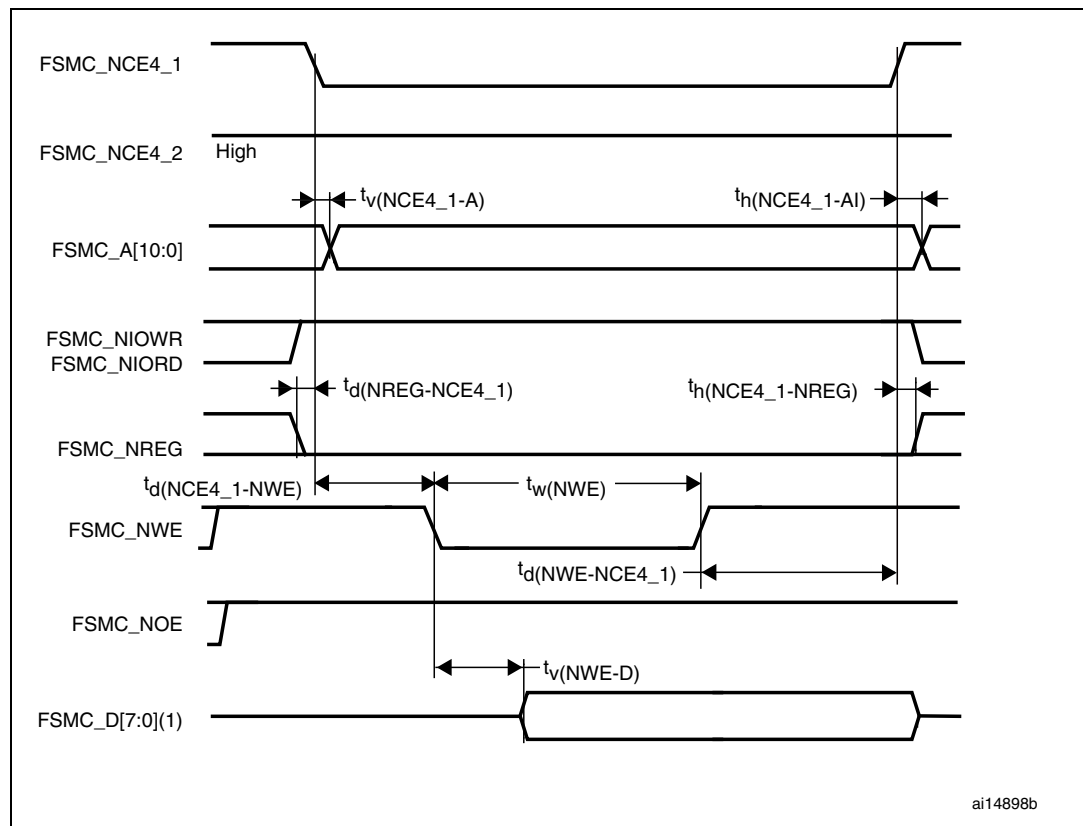 FSMC_NCE4_1
FSMC_NCE4_2 High
tv(NCE4_1-A) th(NCE4_1-AI)
FSMC_A[10:0]
FSMC_NIOWR
FSMC_NIORD
td(NREG-NCE4_1) th(NCE4_1-NREG)
FSMC_NREG
td(NCE4_1-NWE) tw(NWE)
FSMC_NWE
td(NWE-NCE4_1)
FSMC_NOE
tv(NWE-D)
FSMC_D[7:0](1)
ai14898b